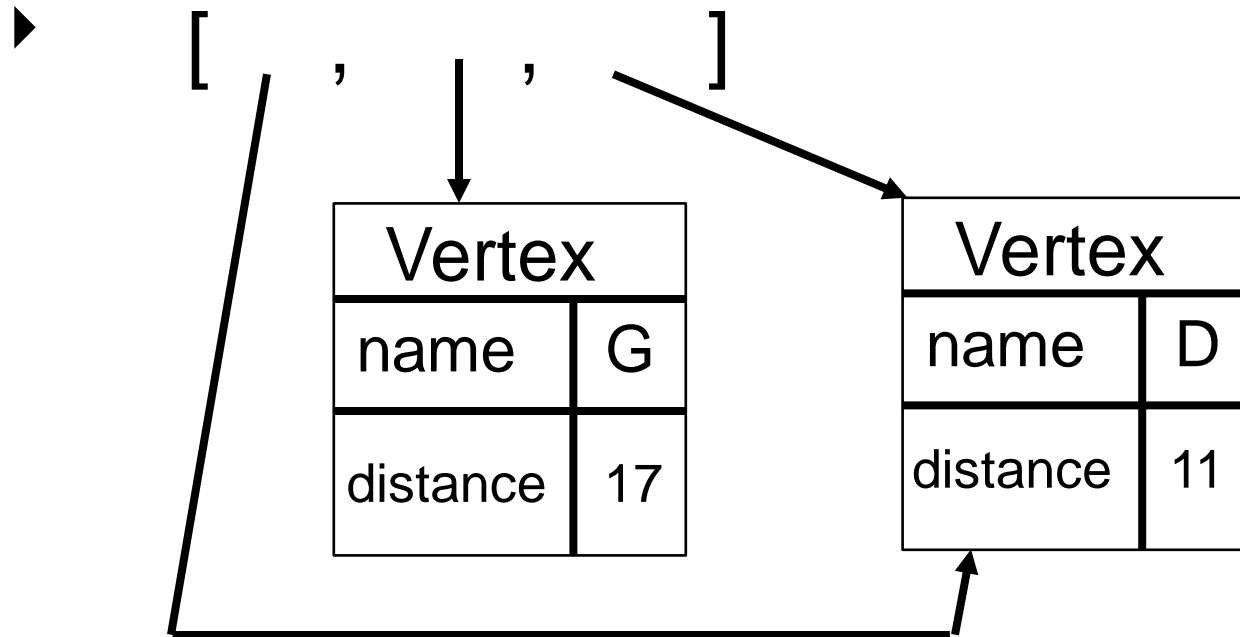 [ , , ]
Vertex
name G
distance 17
Vertex
name D
distance 11